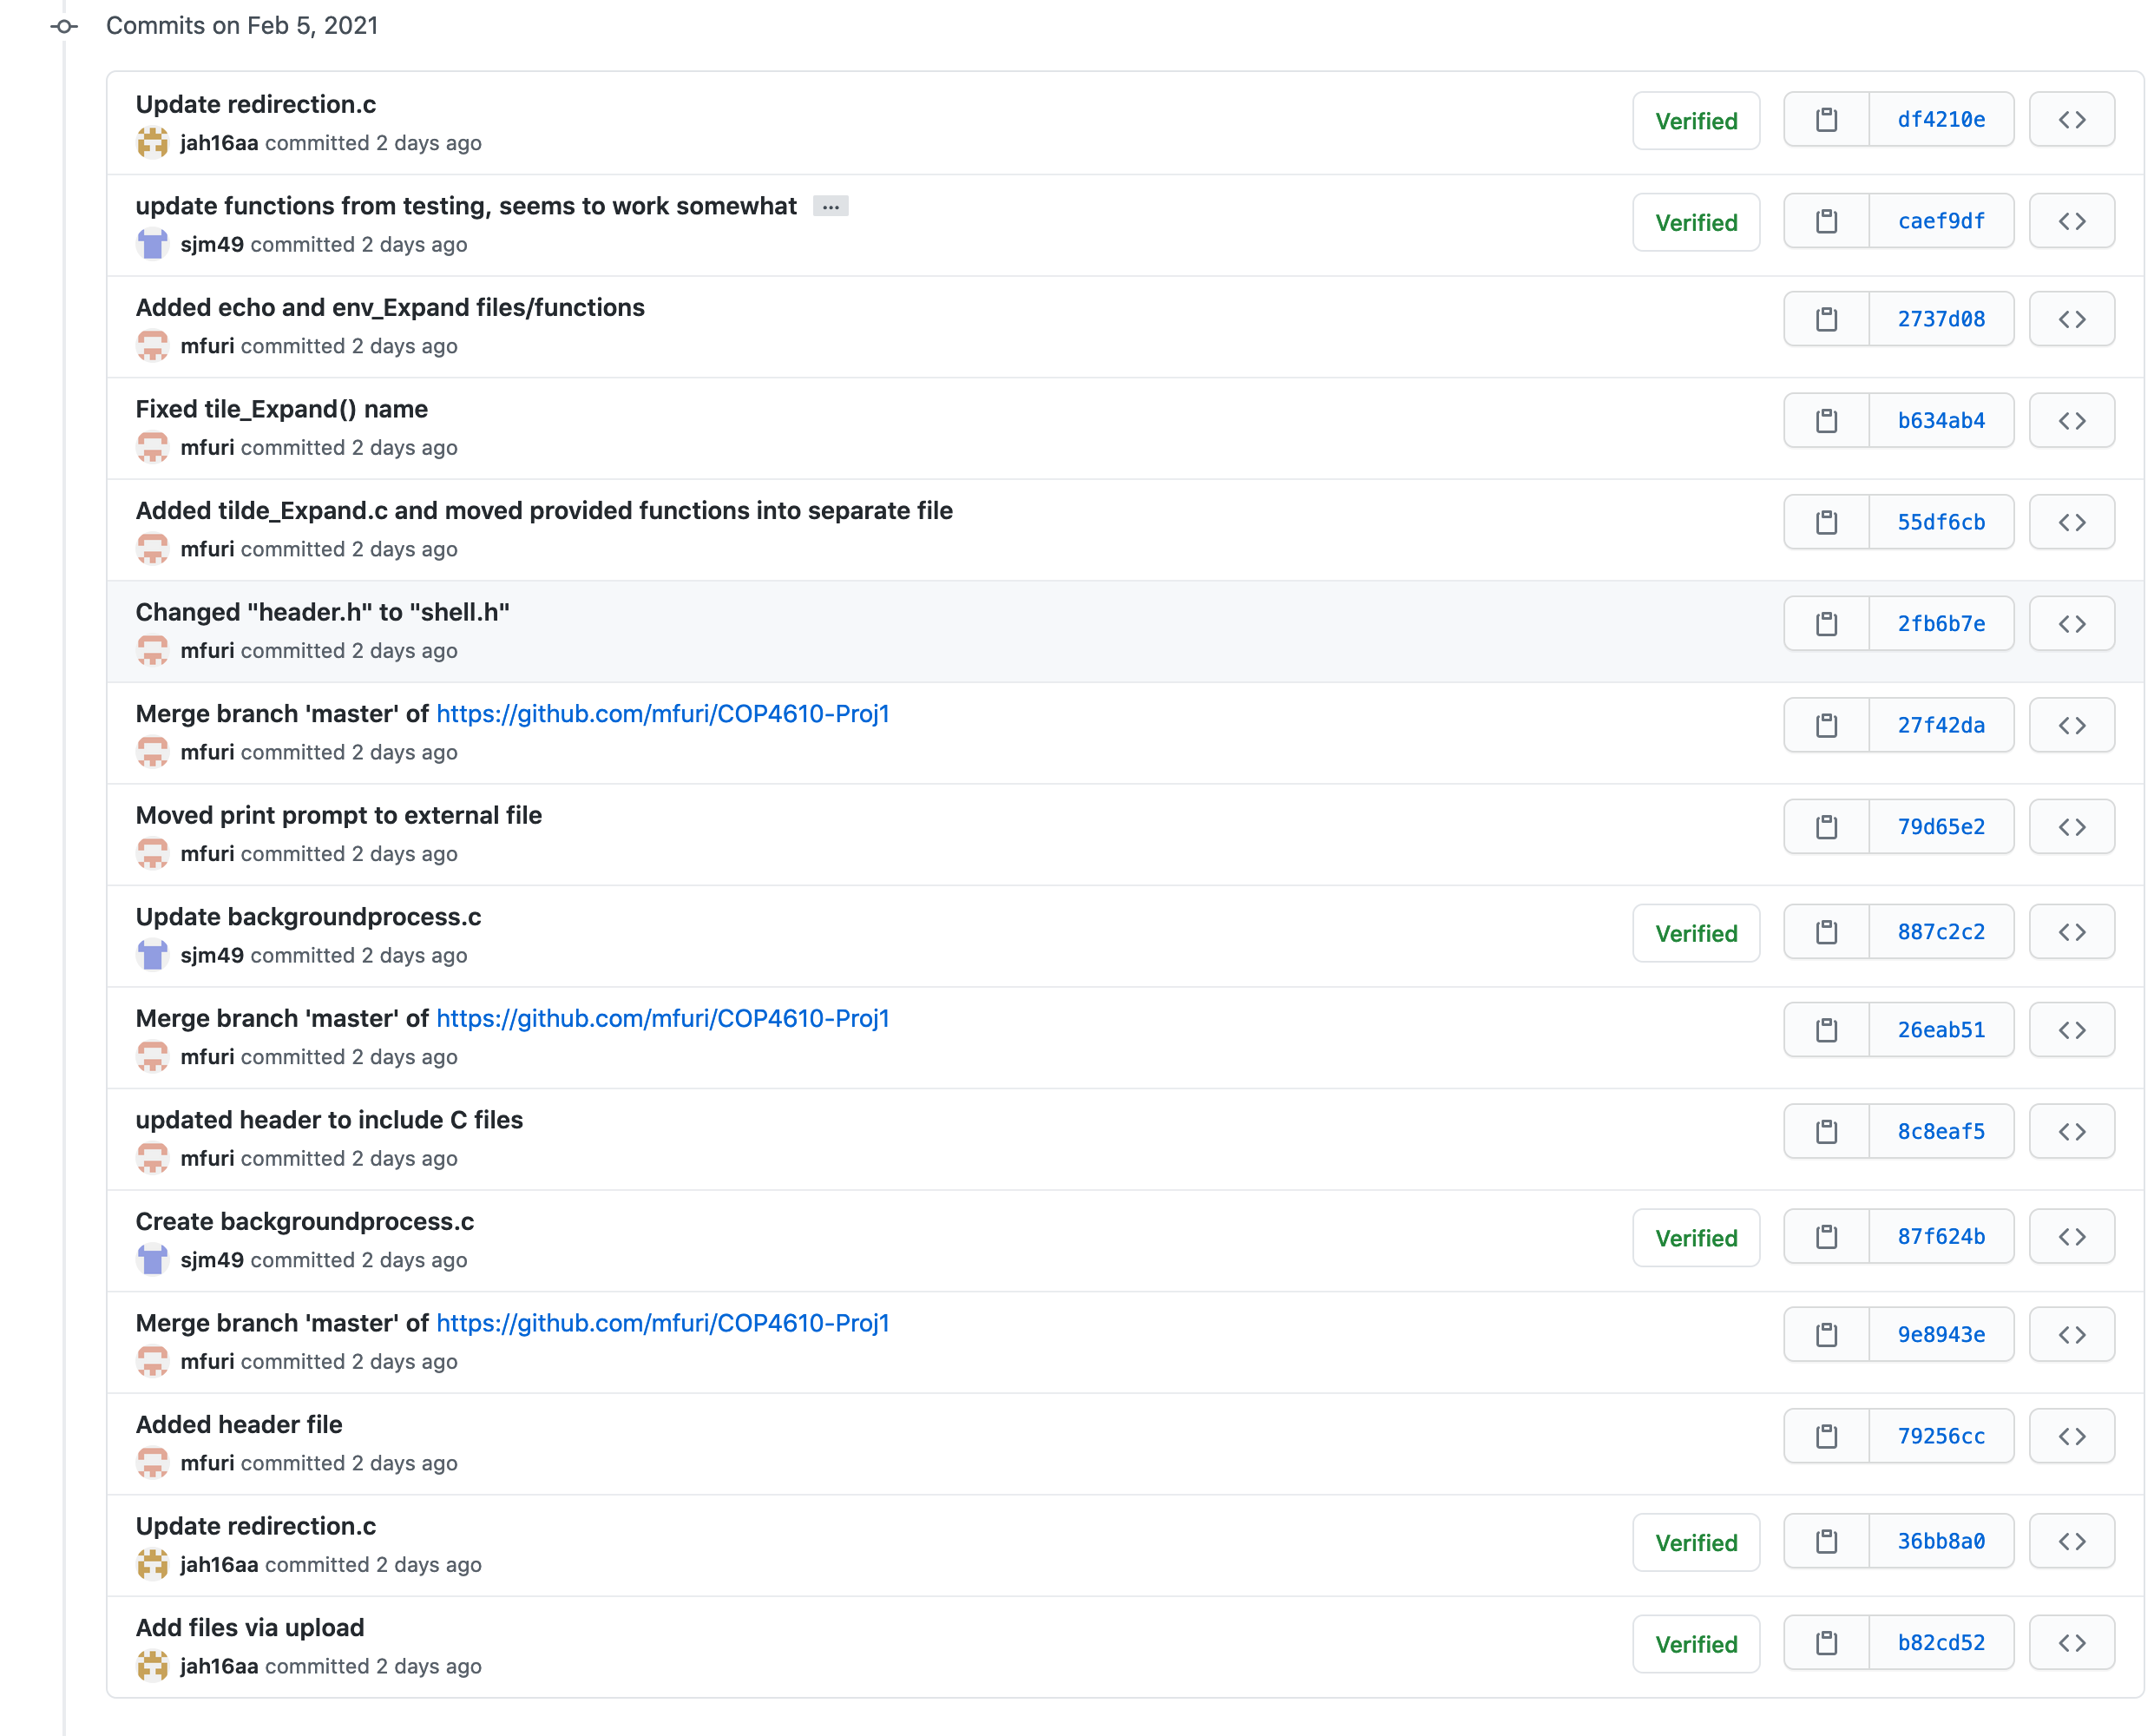 Commits on Feb 5, 2021
Update redirection.c
jah16aa committed 2 days ago
Verified
df4210e
update functions from testing, seems to work somewhat ...
sjm49 committed 2 days ago
Verified
caef9df
Added echo and env_Expand files/functions
mfuri committed 2 days ago
2737d08
Fixed tile_Expand() name
mfuri committed 2 days ago
b634ab4
Added tilde_Expand.c and moved provided functions into separate file
mfuri committed 2 days ago
55df6cb
Changed "header.h" to "shell.h"
mfuri committed 2 days ago
2fb6b7e
Merge branch 'master' of https://github.com/mfuri/COP4610-Proj1
mfuri committed 2 days ago
27f42da
Moved print prompt to external file
mfuri committed 2 days ago
79d65e2
Update backgroundprocess.c
sjm49 committed 2 days ago
Verified
887c2c2
Merge branch 'master' of https://github.com/mfuri/COP4610-Proj1
mfuri committed 2 days ago
26eab51
updated header to include C files
mfuri committed 2 days ago
8c8eaf5
Create backgroundprocess.c
sjm49 committed 2 days ago
Verified
87f624b
Merge branch 'master' of https://github.com/mfuri/COP4610-Proj1
mfuri committed 2 days ago
9e8943e
Added header file
mfuri committed 2 days ago
79256cc
Update redirection.c
jah16aa committed 2 days ago
Verified
36bb8a0
Add files via upload
jah16aa committed 2 days ago
Verified
b82cd52